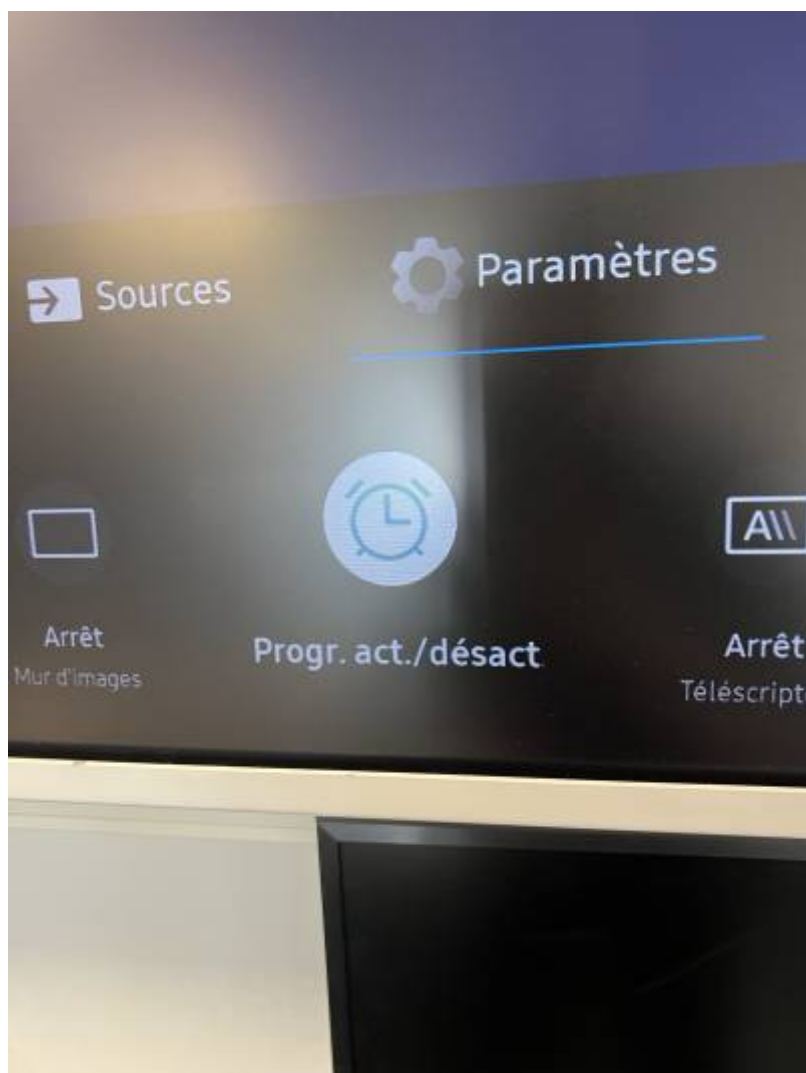 Sources
Paramètres
Arrêt
Mur d'images
Progr. act./désact
Arrêt
Téléscript